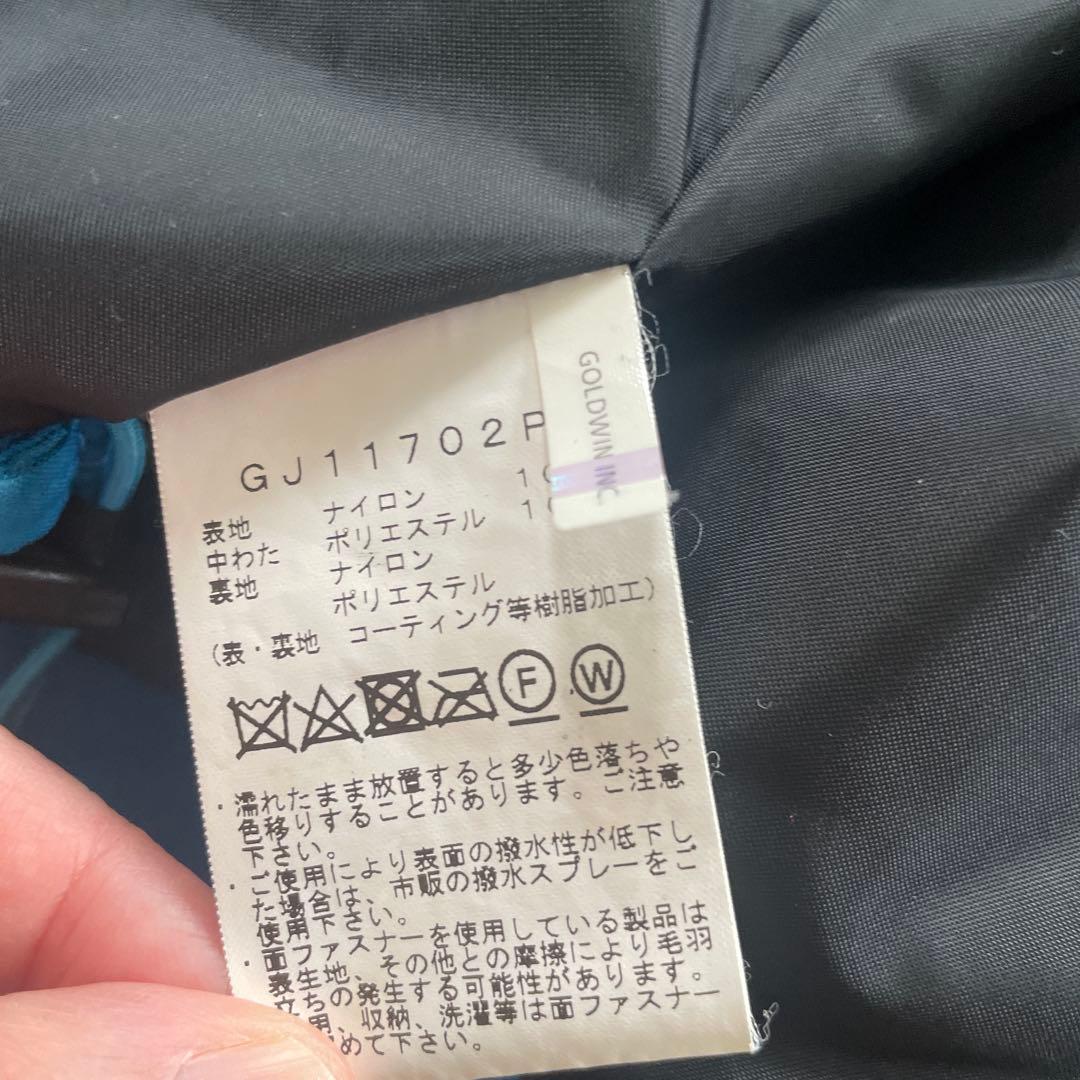 GOLDWIN INC
GJ11702P
表地 ナイロン 10
中わた ポリエステル 10
裏地 ナイロン
ポリエステル
(表・裏地 コーティング等樹脂加工)
F W
・濡れたまま放置すると多少色落ちや
色移りすることがあります。ご注意
下さい。
・ご使用により表面の撥水性が低下し
た場合は、市販の撥水スプレーをご
使用下さい。
・面ファスナーを使用している製品は
表生地、その他との摩擦により毛羽
立ちの発生する可能性があります。
用、収納、洗濯等は面ファスナー
めて下さい。